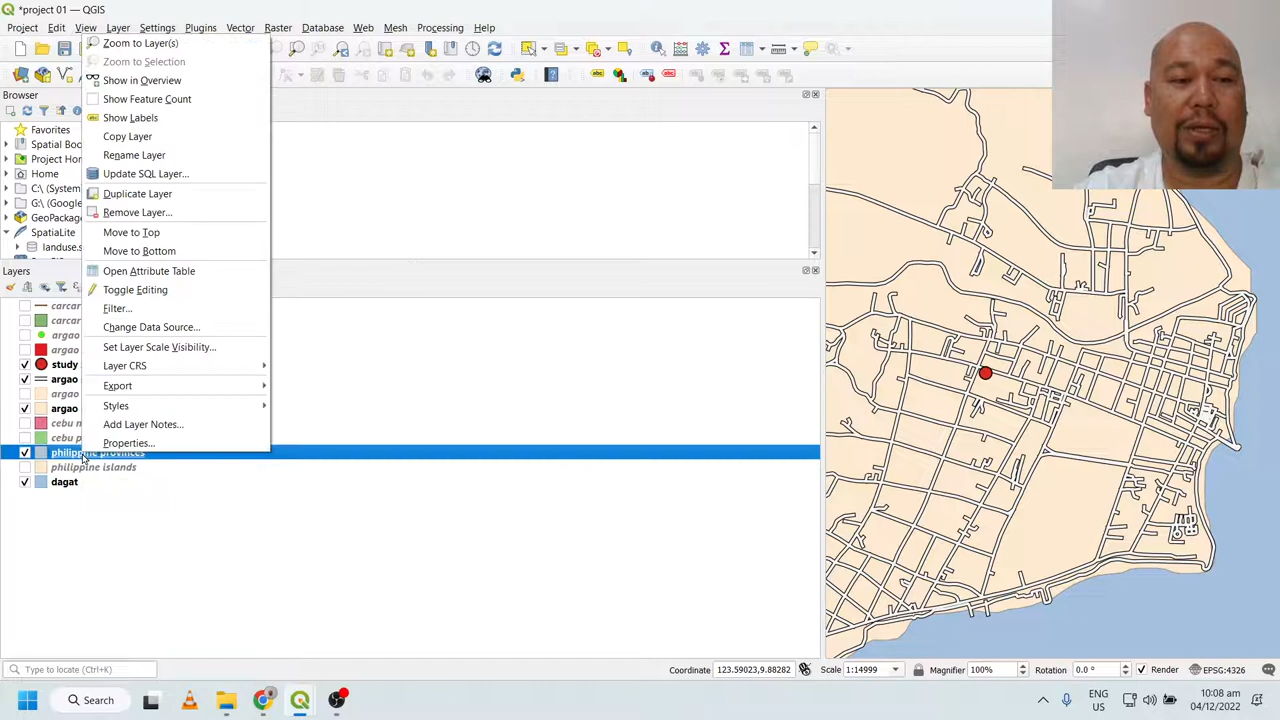 *project 01 — QGIS
Project Edit View Layer Settings Plugins Vector Raster Database Web Mesh Processing Help
Browser
Favorites
Spatial Boo
Project Hom
Home
C:\ (System
G:\ (Google
GeoPackage
SpatiaLite
landuse.s
Zoom to Layer(s)
Zoom to Selection
Show in Overview
Show Feature Count
Show Labels
Copy Layer
Rename Layer
Update SQL Layer...
Duplicate Layer
Remove Layer...
Move to Top
Move to Bottom
Open Attribute Table
Toggle Editing
Filter...
Change Data Source...
Set Layer Scale Visibility...
Layer CRS
Export
Styles
Add Layer Notes...
Properties...
Layers
carcar
carcar
argao
argao
study
argao
argao
argao
cebu n
cebu p
philippine provinces
philippine islands
dagat
Type to locate (Ctrl+K)
Coordinate 123.59023,9.88282 Scale 1:14999 Magnifier 100% Rotation 0.0 ° Render EPSG:4326
Search
ENG
US
10:08 am
04/12/2022